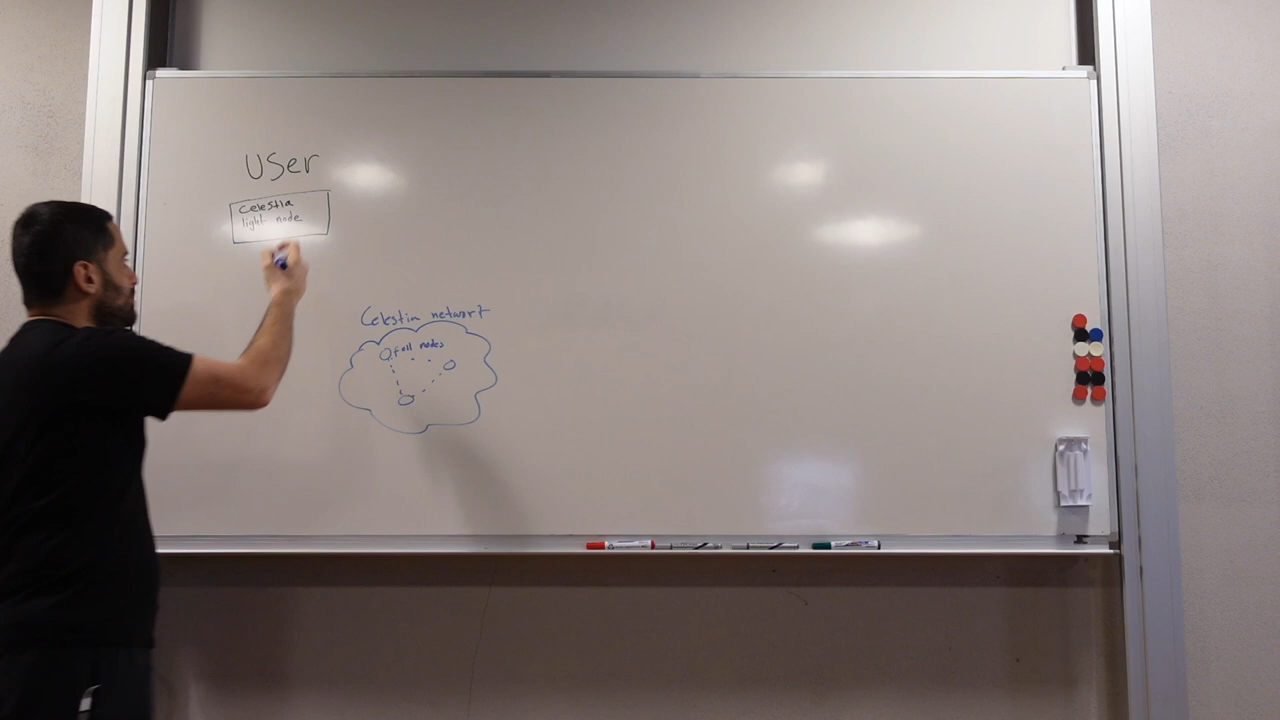 User
Celestia
light node
Celestia network
full nodes